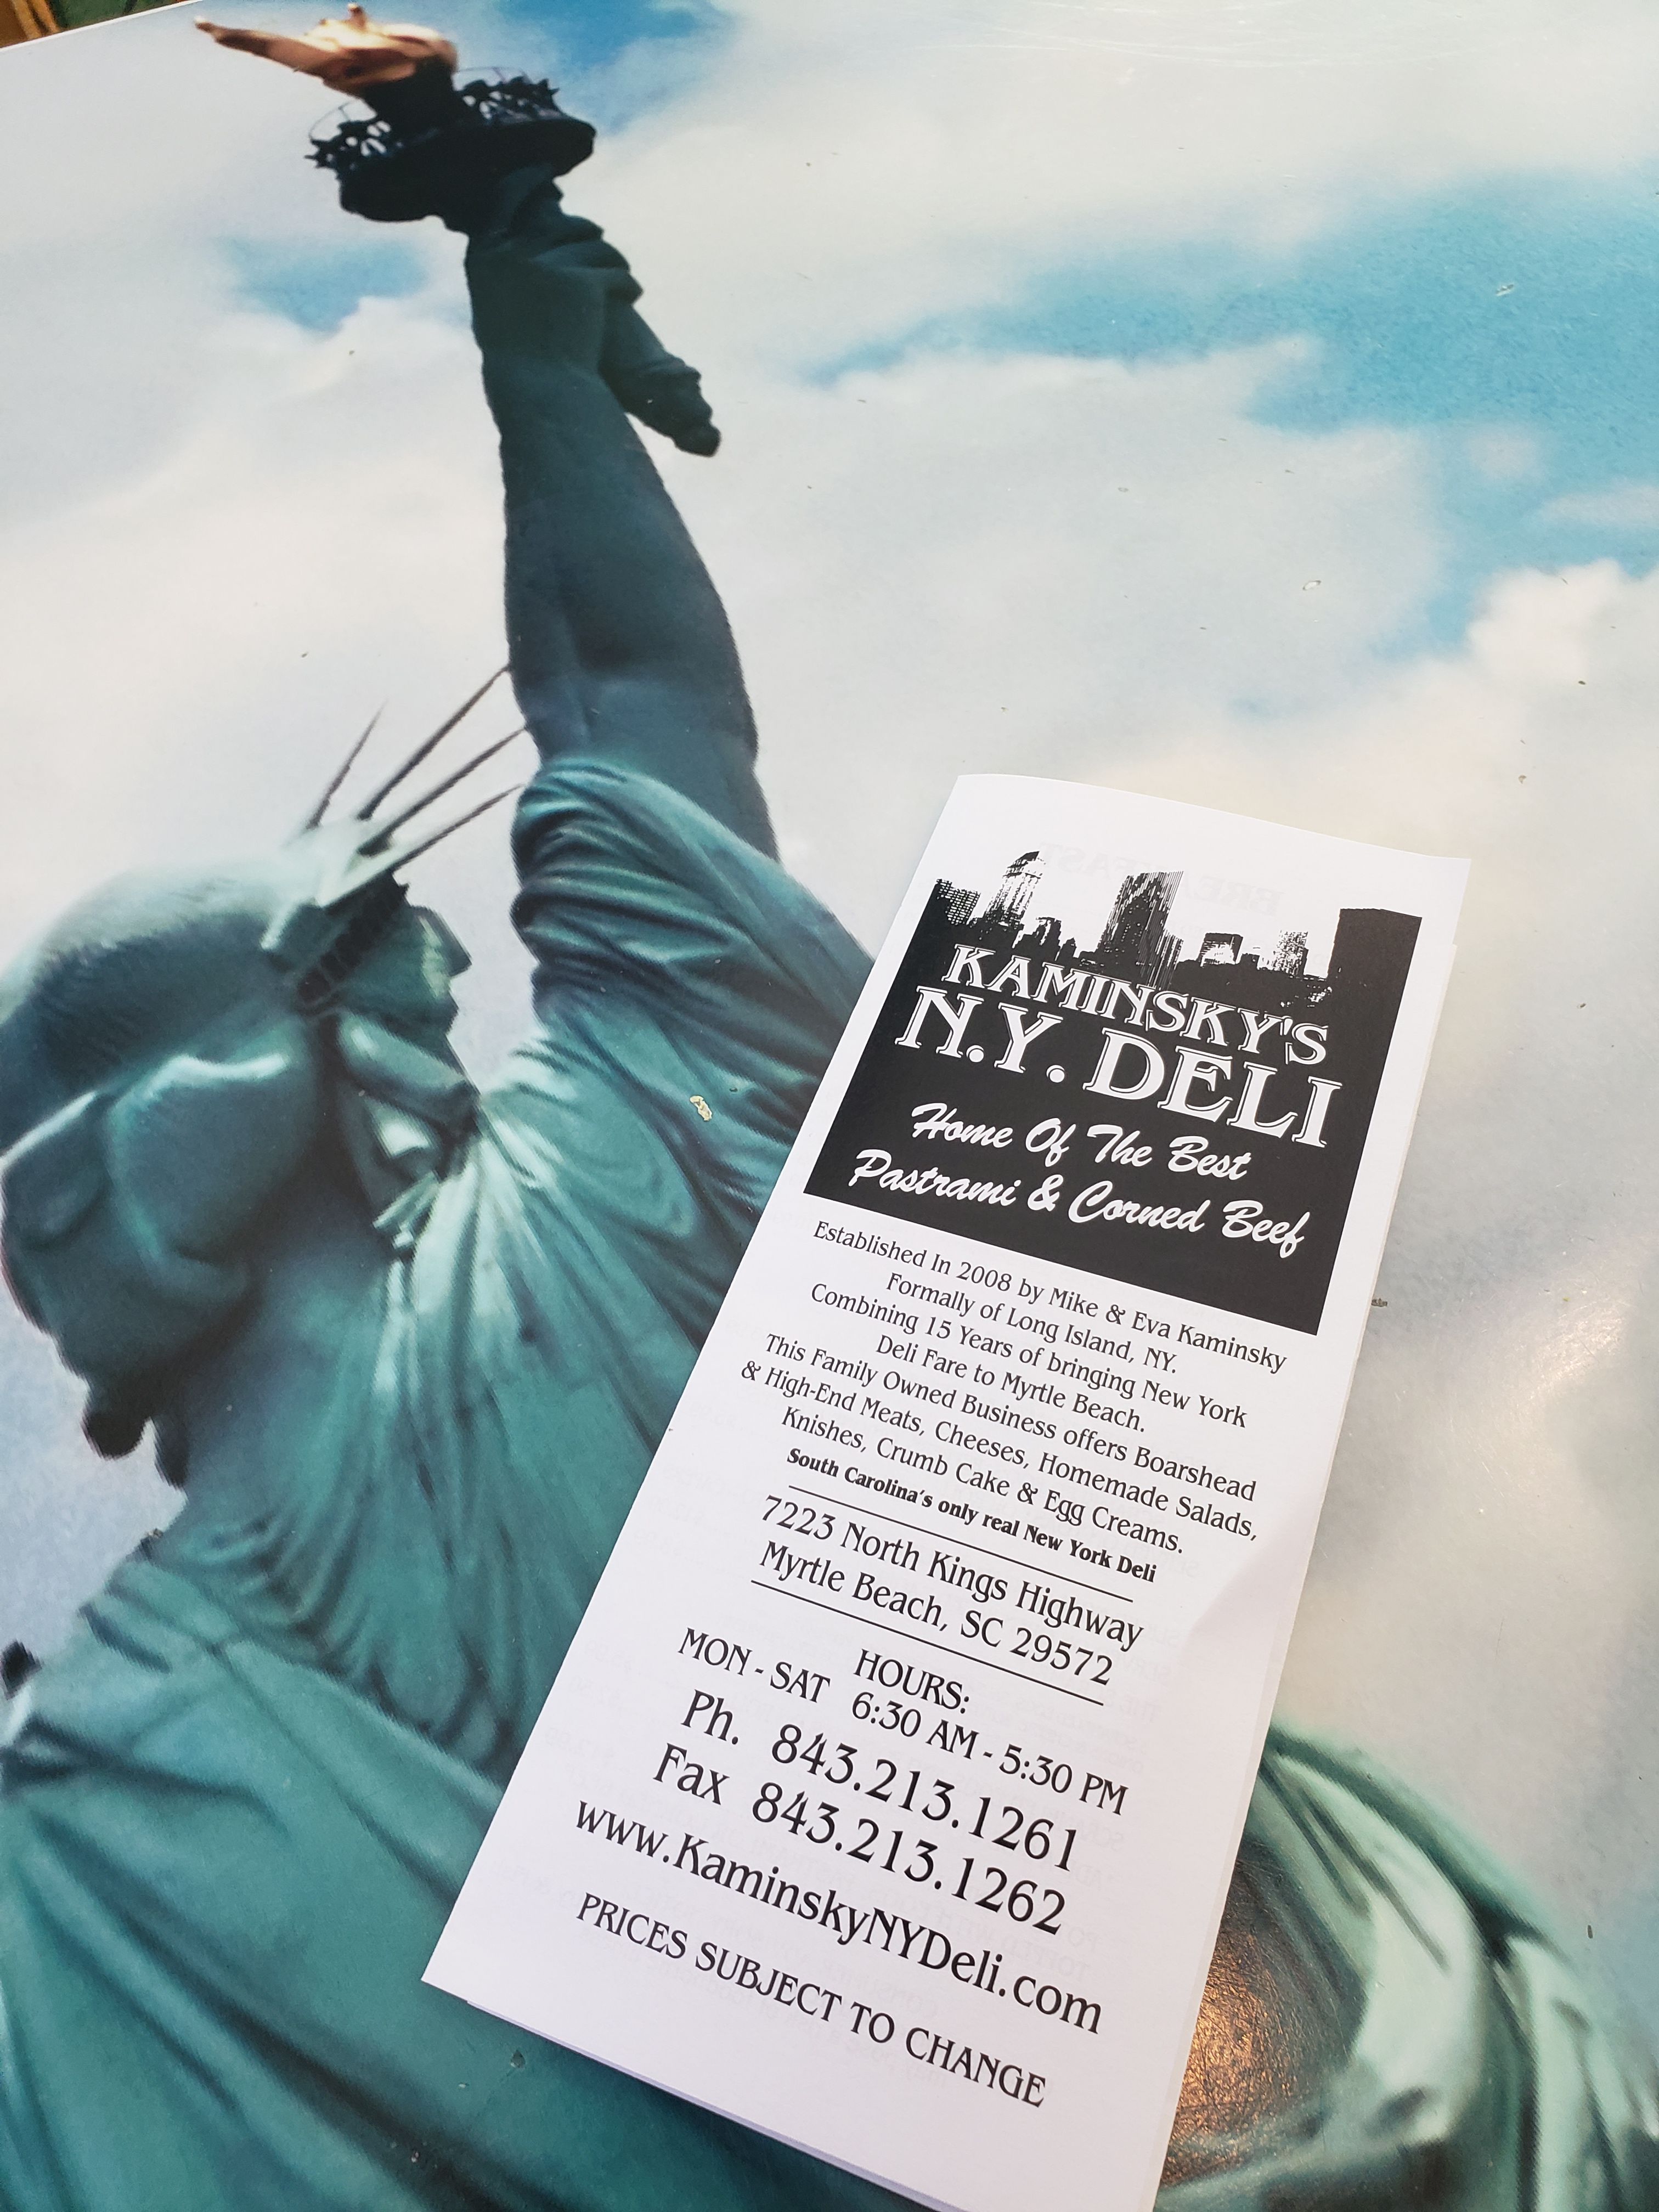 KAMINSKY'S
N.Y. DELI
Home Of The Best
Pastrami & Corned Beef
Established In 2008 by Mike & Eva Kaminsky
Formally of Long Island, NY.
Combining 15 Years of bringing New York
Deli Fare to Myrtle Beach.
This Family Owned Business offers Boarshead
& High-End Meats, Cheeses, Homemade Salads,
Knishes, Crumb Cake & Egg Creams.
South Carolina's only real New York Deli
7223 North Kings Highway
Myrtle Beach, SC 29572
HOURS:
MON - SAT 6:30 AM - 5:30 PM
Ph. 843.213.1261
Fax 843.213.1262
www.KaminskyNYDeli.com
PRICES SUBJECT TO CHANGE